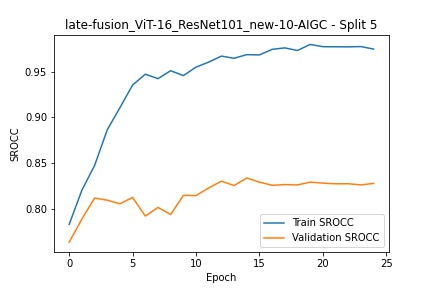 late-fusion_ViT-16_ResNet101_new-10-AIGC - Split 5
SROCC
0.95
0.90
0.85
0.80
0 5 10 15 20 25
Epoch
Train SROCC
Validation SROCC